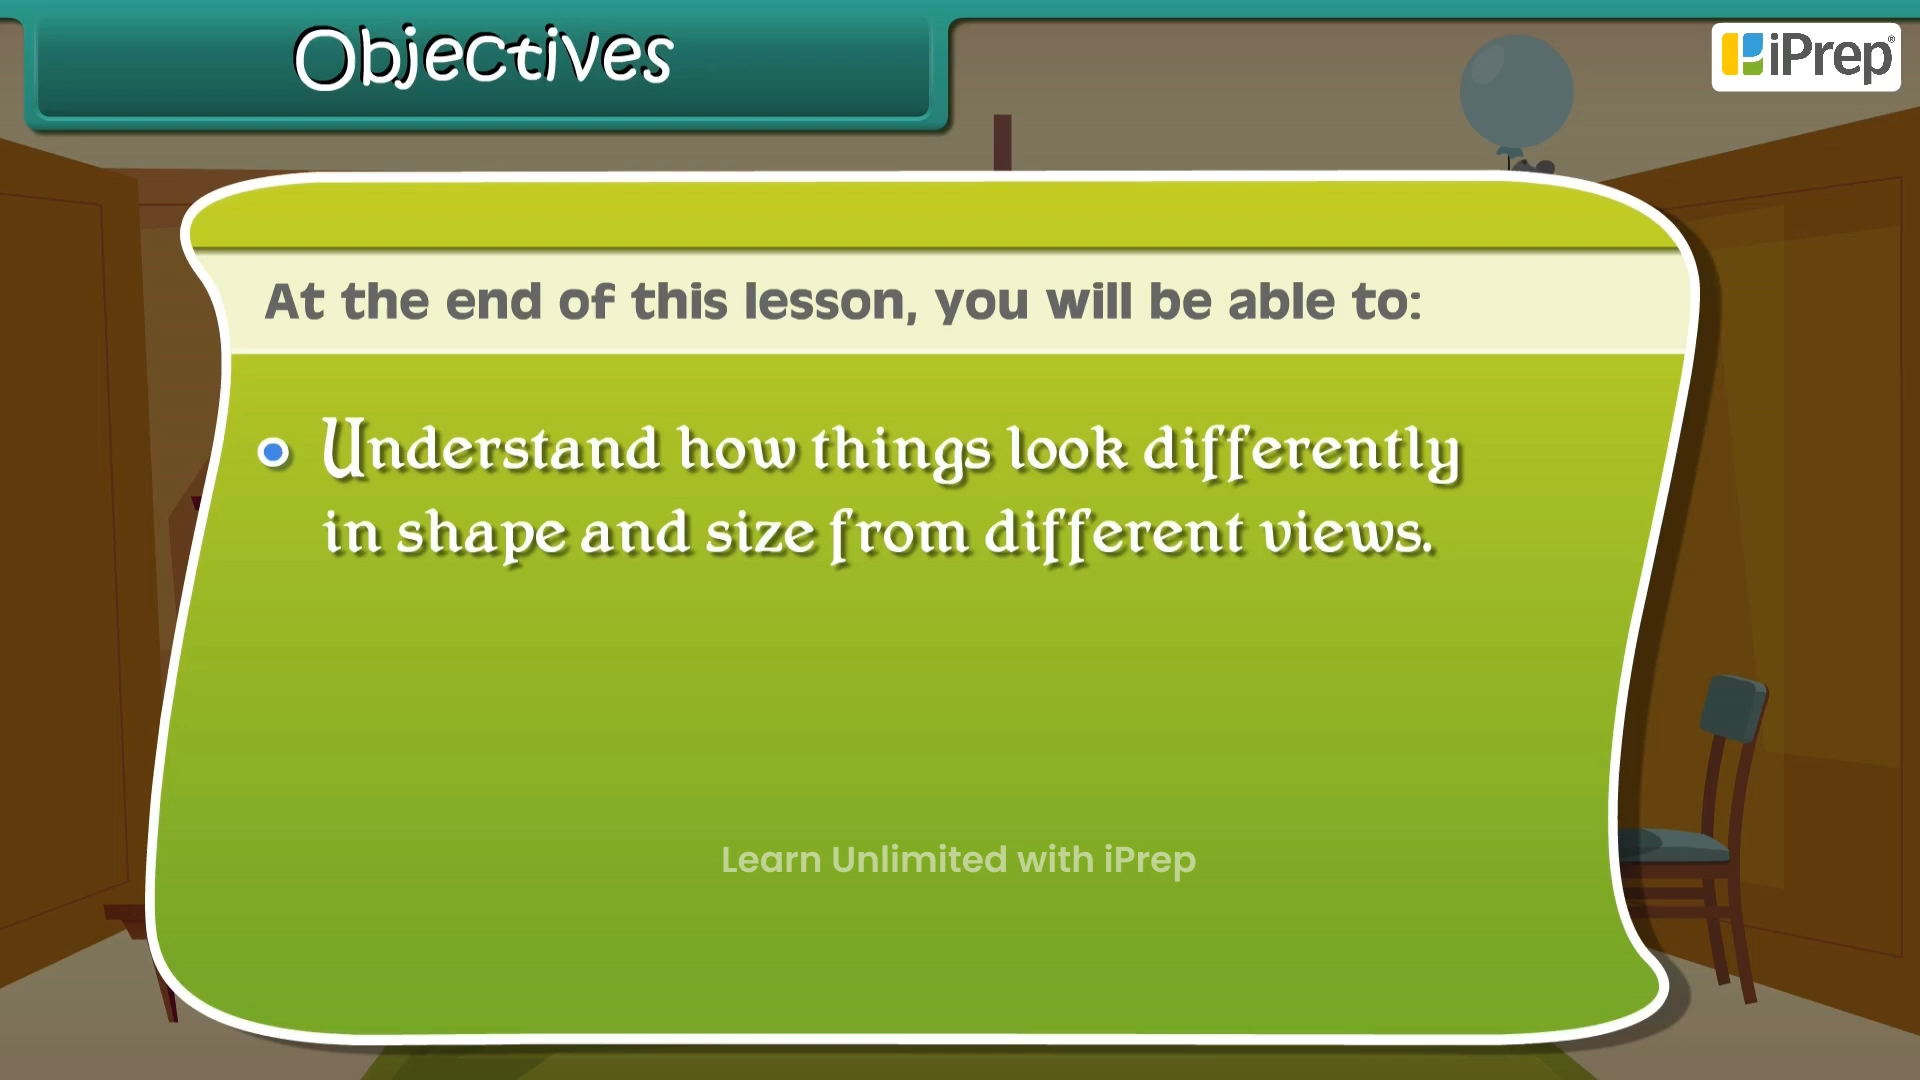 Objectives
iPrep®
At the end of this lesson, you will be able to:
Understand how things look differently
in shape and size from different views.
Learn Unlimited with iPrep